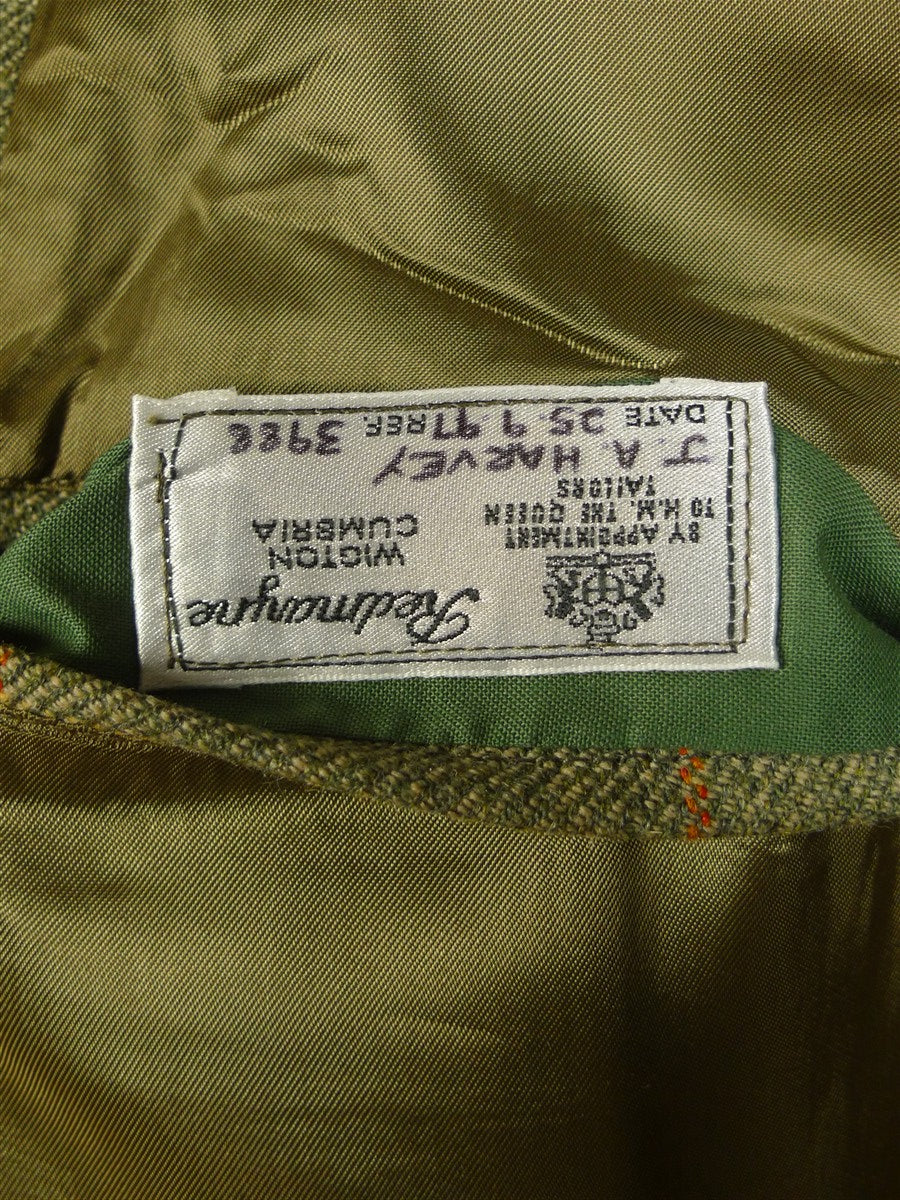 Redmayne
WIGTON
CUMBRIA
BY APPOINTMENT
TO H.M. THE QUEEN
TAILORS
J. A. HARVEY
DATE 25.9.97 REF. 3988